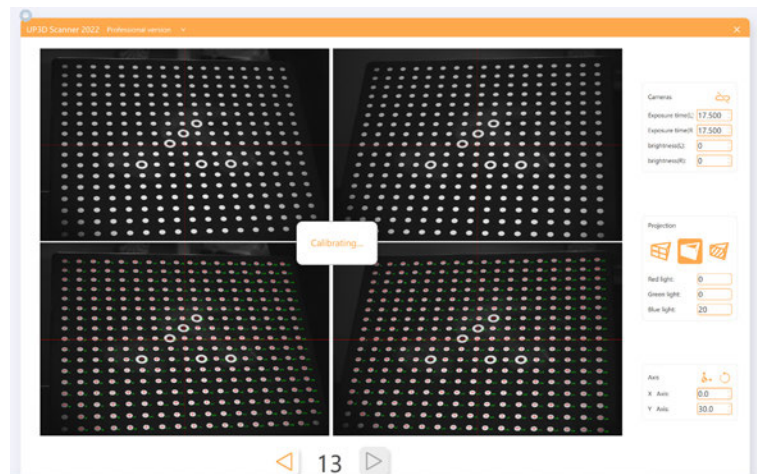 UP3D Scanner 2022 Professional version
Cameras
Exposure time(L): 17.500
Exposure time(R 17.500
brightness(L): 0
brightness(R): 0
Calibrating...
Projection
Red light: 0
Green light: 0
Blue light: 20
Axis
X Axis 0.0
Y Axis 30.0
13